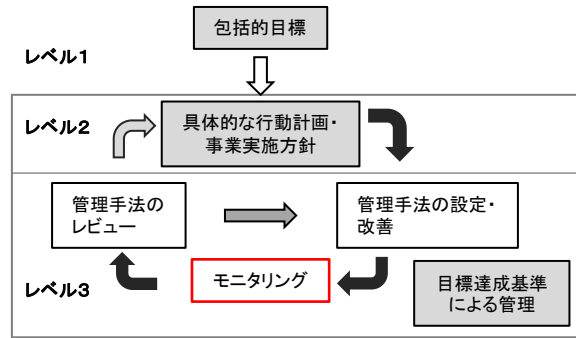 包括的目標
レベル1
レベル2
具体的な行動計画・
事業実施方針
管理手法の
レビュー
管理手法の設定・
改善
モニタリング
レベル3
目標達成基準
による管理